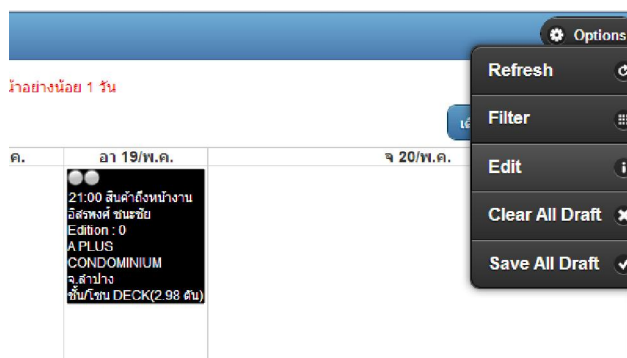 Options
Refresh
น้าอย่างน้อย 1 วัน
Filter
ค.
อา 19/พ.ค.
จ 20/พ.ค.
Edit
21:00 สินค้าถึงหน้างาน
อิสรพงศ์ ชนะชัย
Edition : 0
A PLUS
CONDOMINIUM
จ.ลำปาง
ชั้น/โซน DECK(2.98 ตัน)
Clear All Draft
Save All Draft